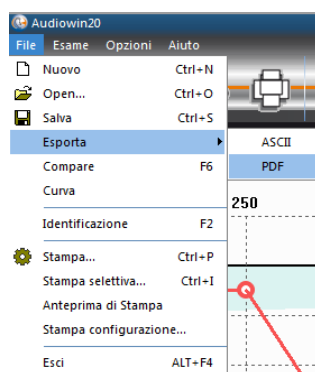 Audiowin20
File Esame Opzioni Aiuto
Nuovo Ctrl+N
Open... Ctrl+O
Salva Ctrl+S
Esporta ASCII
Compare F6 PDF
Curva
250
Identificazione F2
Stampa... Ctrl+P
Stampa selettiva... Ctrl+I
Anteprima di Stampa
Stampa configurazione...
Esci ALT+F4